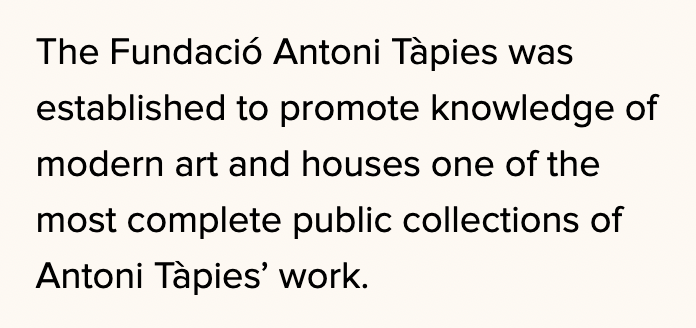 The Fundació Antoni Tàpies was
established to promote knowledge of
modern art and houses one of the
most complete public collections of
Antoni Tàpies’ work.